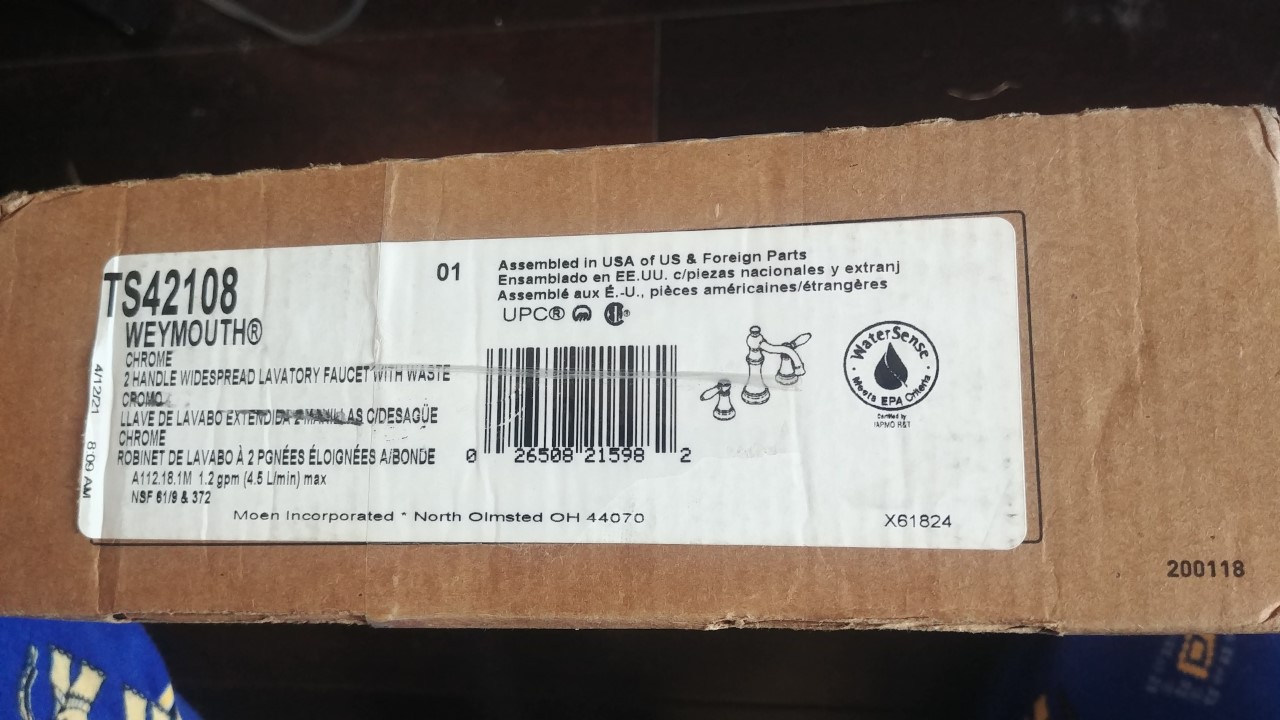 TS42108
WEYMOUTH®
CHROME
2 HANDLE WIDESPREAD LAVATORY FAUCET WITH WASTE
CROMO
LLAVE DE LAVABO EXTENDIDA 2 MANILLAS C/DESAGÜE
CHROME
ROBINET DE LAVABO À 2 PGNÉES ÉLOIGNÉES A/BONDE
A112.18.1M 1.2 gpm (4.5 L/min) max
NSF 61/9 & 372
4/12/21 8:09 AM
01
Assembled in USA of US & Foreign Parts
Ensamblado en EE.UU. c/piezas nacionales y extranj
Assemblé aux É.-U., pièces américaines/étrangères
UPC®
0 26508 21598 2
WaterSense
Meets EPA Criteria
Certified by
IAPMO R&T
Moen Incorporated * North Olmsted OH 44070
X61824
200118